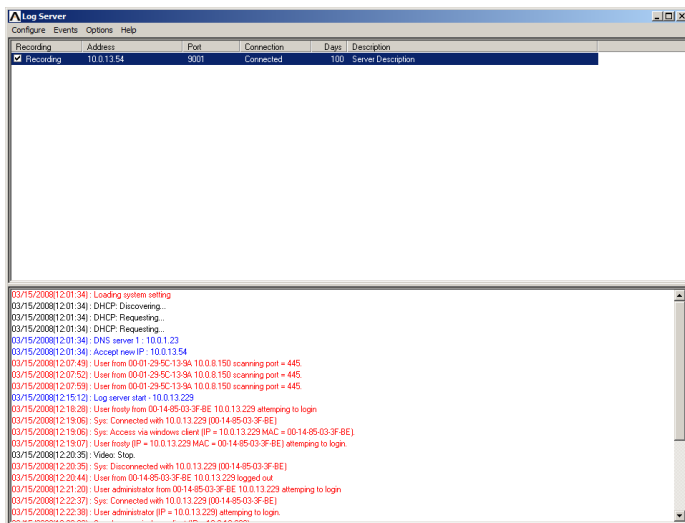 Log Server
Configure Events Options Help
Recording Address Port Connection Days Description
Recording 10.0.13.54 9001 Connected 100 Server Description
03/15/2008(12:01:34) : Loading system setting
03/15/2008(12:01:34) : DHCP: Discovering...
03/15/2008(12:01:34) : DHCP: Requesting...
03/15/2008(12:01:34) : DHCP: Requesting...
03/15/2008(12:01:34) : DNS server 1 : 10.0.1.23
03/15/2008(12:01:34) : Accept new IP : 10.0.13.54
03/15/2008(12:07:49) : User from 00-01-29-5C-13-9A 10.0.8.150 scanning port = 445.
03/15/2008(12:07:52) : User from 00-01-29-5C-13-9A 10.0.8.150 scanning port = 445.
03/15/2008(12:07:59) : User from 00-01-29-5C-13-9A 10.0.8.150 scanning port = 445.
03/15/2008(12:15:12) : Log server start - 10.0.13.229
03/15/2008(12:18:28) : User frosty from 00-14-85-03-3F-BE 10.0.13.229 attemping to login
03/15/2008(12:19:06) : Sys: Connected with 10.0.13.229 (00-14-85-03-3F-BE)
03/15/2008(12:19:06) : Sys: Access via windows client (IP = 10.0.13.229 MAC = 00-14-85-03-3F-BE).
03/15/2008(12:19:07) : User frosty (IP = 10.0.13.229 MAC = 00-14-85-03-3F-BE) attemping to login.
03/15/2008(12:20:35) : Video: Stop.
03/15/2008(12:20:35) : Sys: Disconnected with 10.0.13.229 (00-14-85-03-3F-BE)
03/15/2008(12:20:44) : User from 00-14-85-03-3F-BE 10.0.13.229 logged out
03/15/2008(12:21:20) : User administrator from 00-14-85-03-3F-BE 10.0.13.229 attemping to login
03/15/2008(12:22:37) : Sys: Connected with 10.0.13.229 (00-14-85-03-3F-BE)
03/15/2008(12:22:38) : User administrator (IP = 10.0.13.229) attemping to login.